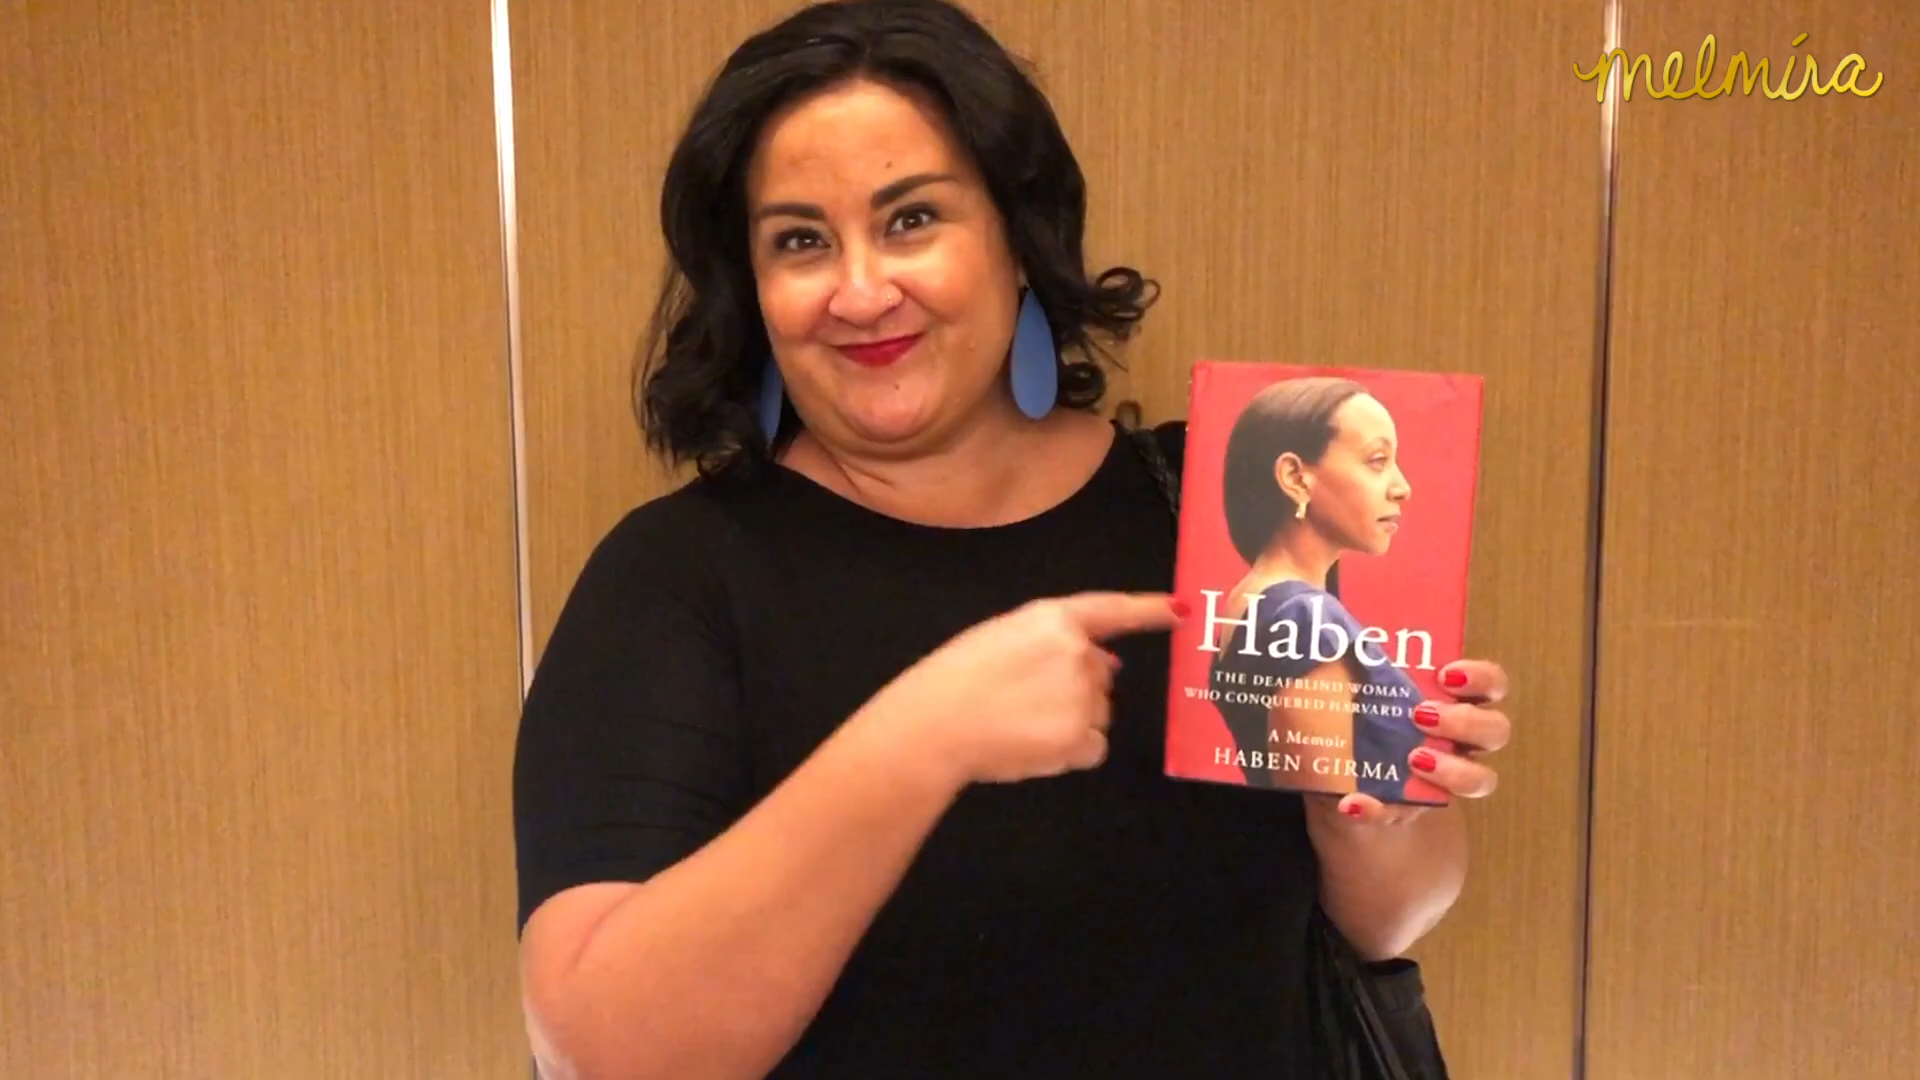 melmira
Haben
THE DEAFBLIND WOMAN
WHO CONQUERED HARVARD
A Memoir
HABEN GIRMA